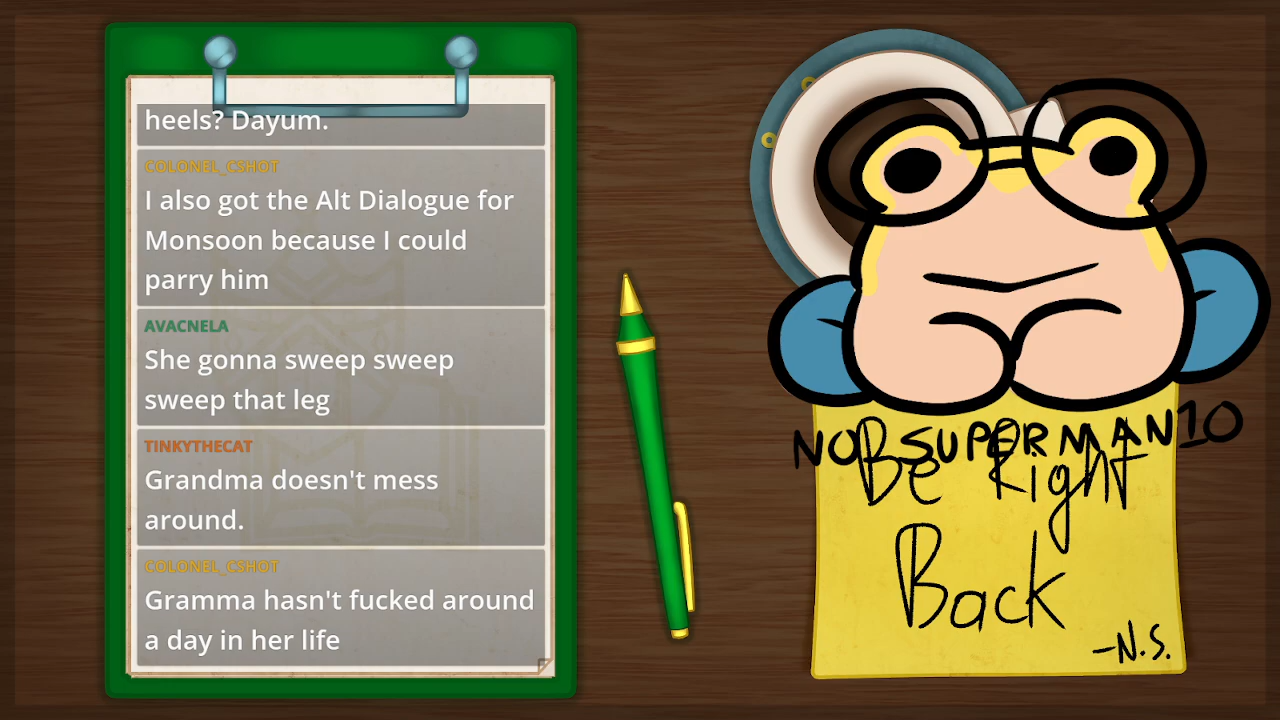 heels? Dayum.
COLONEL_CSHOT
I also got the Alt Dialogue for
Monsoon because I could
parry him
AVACNELA
She gonna sweep sweep
sweep that leg
TINKYTHECAT
Grandma doesn't mess
around.
COLONEL_CSHOT
Gramma hasn't fucked around
a day in her life
NOBSUPERMAN10
Be Right
Back
-N.S.